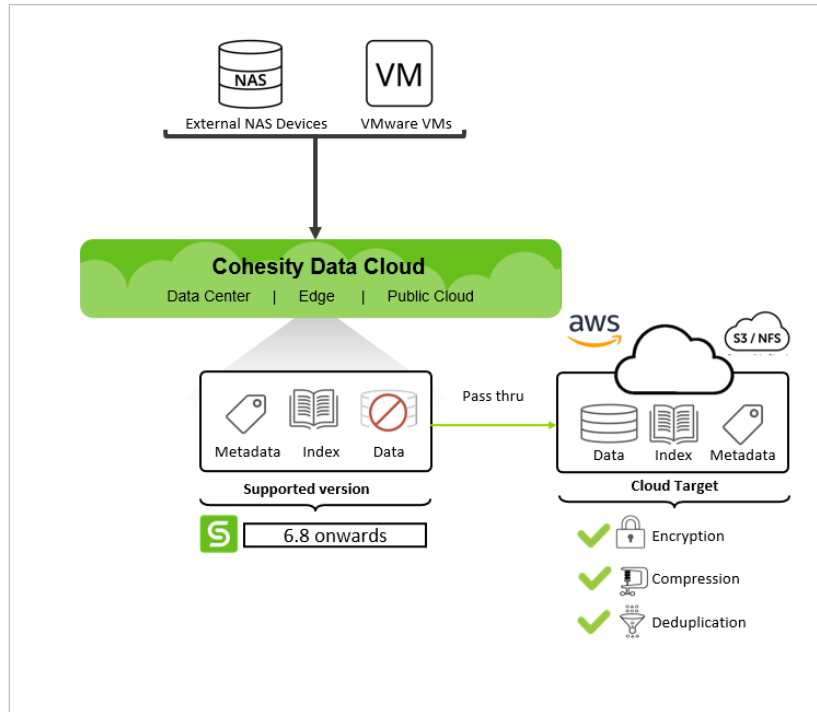 NAS
VM
External NAS Devices
VMware VMs
Cohesity Data Cloud
Data Center | Edge | Public Cloud
aws
S3 / NFS
Pass thru
Metadata
Index
Data
Data
Index
Metadata
Supported version
Cloud Target
S
6.8 onwards
Encryption
Compression
Deduplication